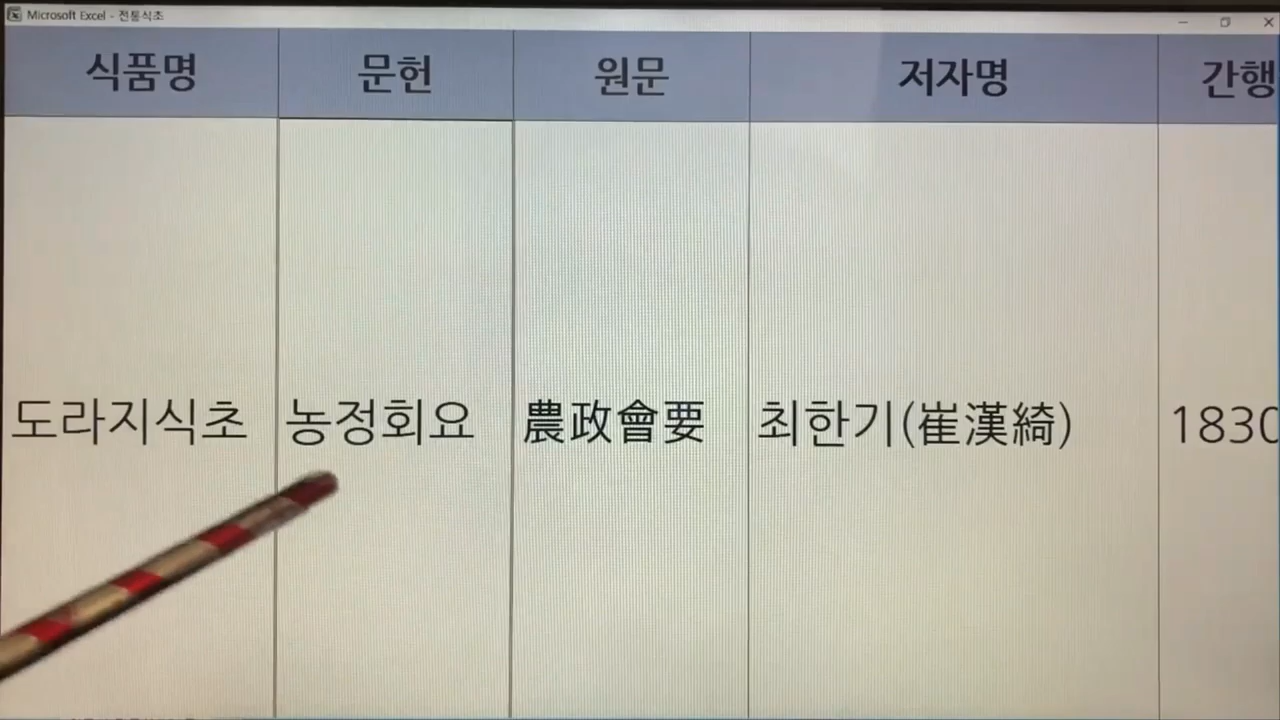 Microsoft Excel - 전통식초
식품명 문헌 원문 저자명 간행
도라지식초 농정회요 農政會要 최한기(崔漢綺) 1830